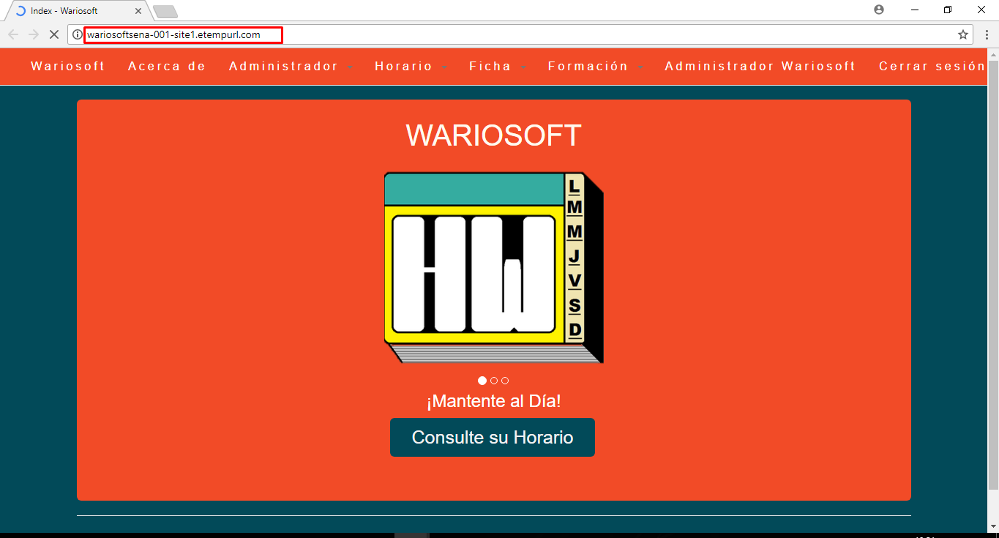 Index - Wariosoft
wariosoftsena-001-site1.etempurl.com
Wariosoft Acerca de Administrador Horario Ficha Formación Administrador Wariosoft Cerrar sesión
WARIOSOFT
HW
L
M
M
J
V
S
D
¡Mantente al Día!
Consulte su Horario